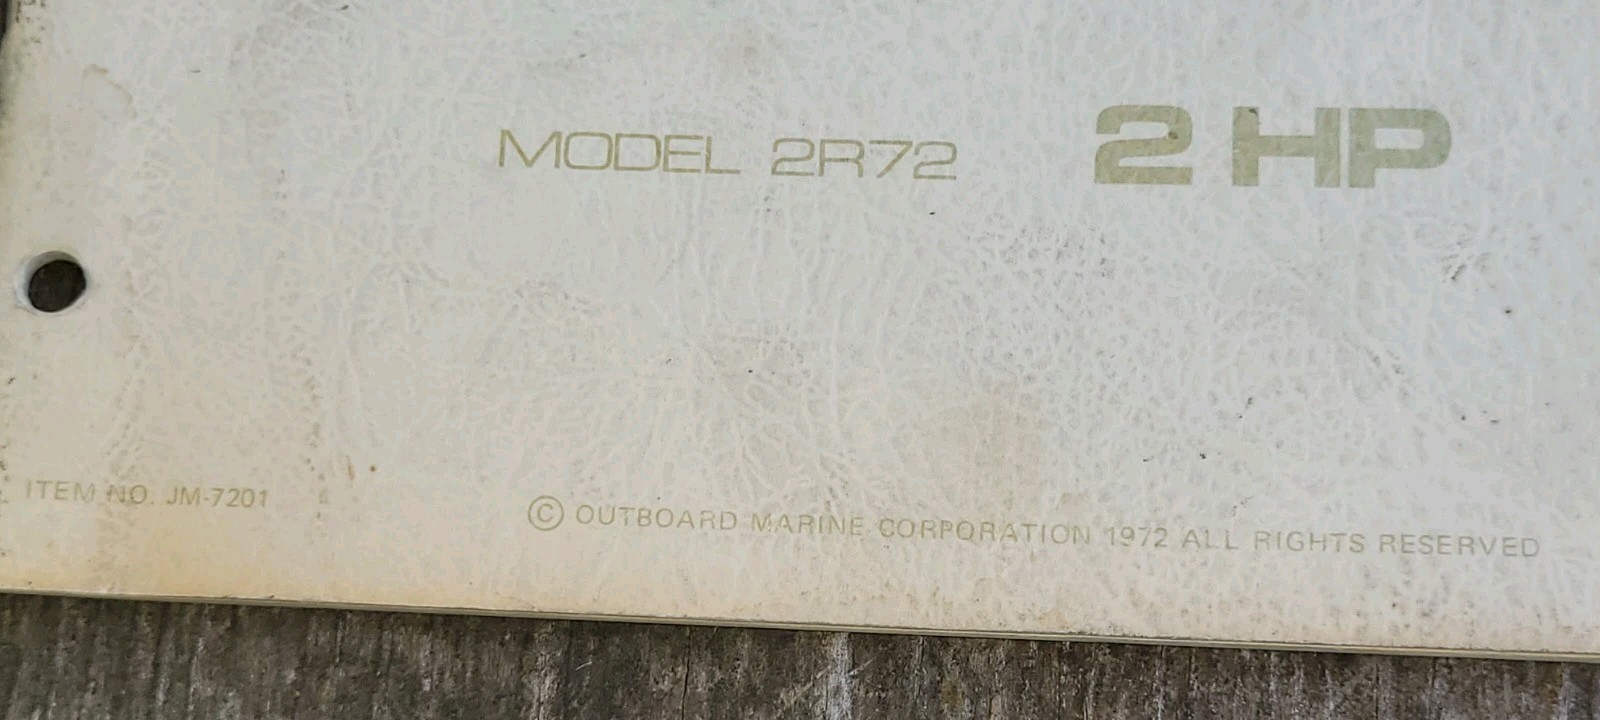 MODEL 2R72 2 HP
ITEM NO. JM-7201
© OUTBOARD MARINE CORPORATION 1972 ALL RIGHTS RESERVED